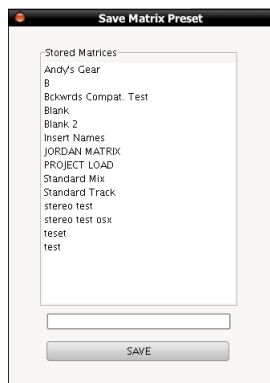 Save Matrix Preset
Stored Matrices
Andy's Gear
B
Bckwrds Compat. Test
Blank
Blank 2
Insert Names
JORDAN MATRIX
PROJECT LOAD
Standard Mix
Standard Track
stereo test
stereo test osx
teset
test
SAVE